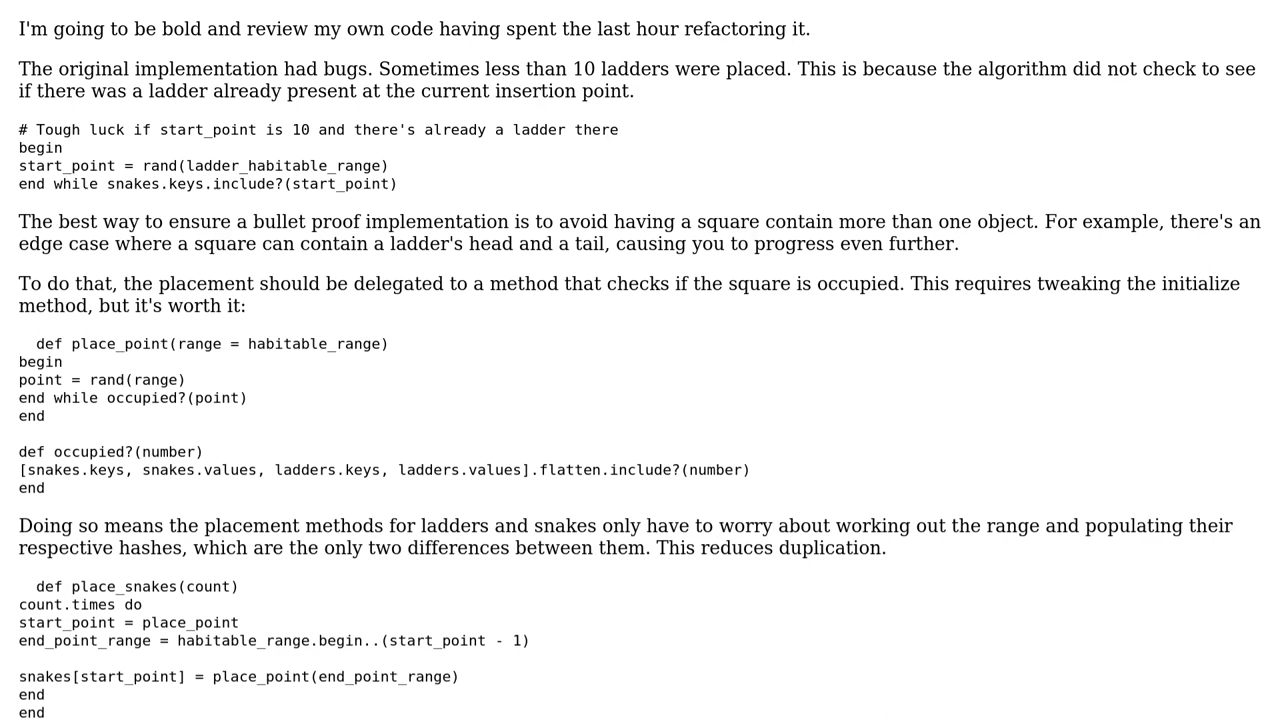 I'm going to be bold and review my own code having spent the last hour refactoring it.
The original implementation had bugs. Sometimes less than 10 ladders were placed. This is because the algorithm did not check to see
if there was a ladder already present at the current insertion point.
# Tough luck if start_point is 10 and there's already a ladder there
begin
start_point = rand(ladder_habitable_range)
end while snakes.keys.include?(start_point)
The best way to ensure a bullet proof implementation is to avoid having a square contain more than one object. For example, there's an
edge case where a square can contain a ladder's head and a tail, causing you to progress even further.
To do that, the placement should be delegated to a method that checks if the square is occupied. This requires tweaking the initialize
method, but it's worth it:
def place_point(range = habitable_range)
begin
point = rand(range)
end while occupied?(point)
end
def occupied?(number)
[snakes.keys, snakes.values, ladders.keys, ladders.values].flatten.include?(number)
end
Doing so means the placement methods for ladders and snakes only have to worry about working out the range and populating their
respective hashes, which are the only two differences between them. This reduces duplication.
def place_snakes(count)
count.times do
start_point = place_point
end_point_range = habitable_range.begin..(start_point - 1)
snakes[start_point] = place_point(end_point_range)
end
end